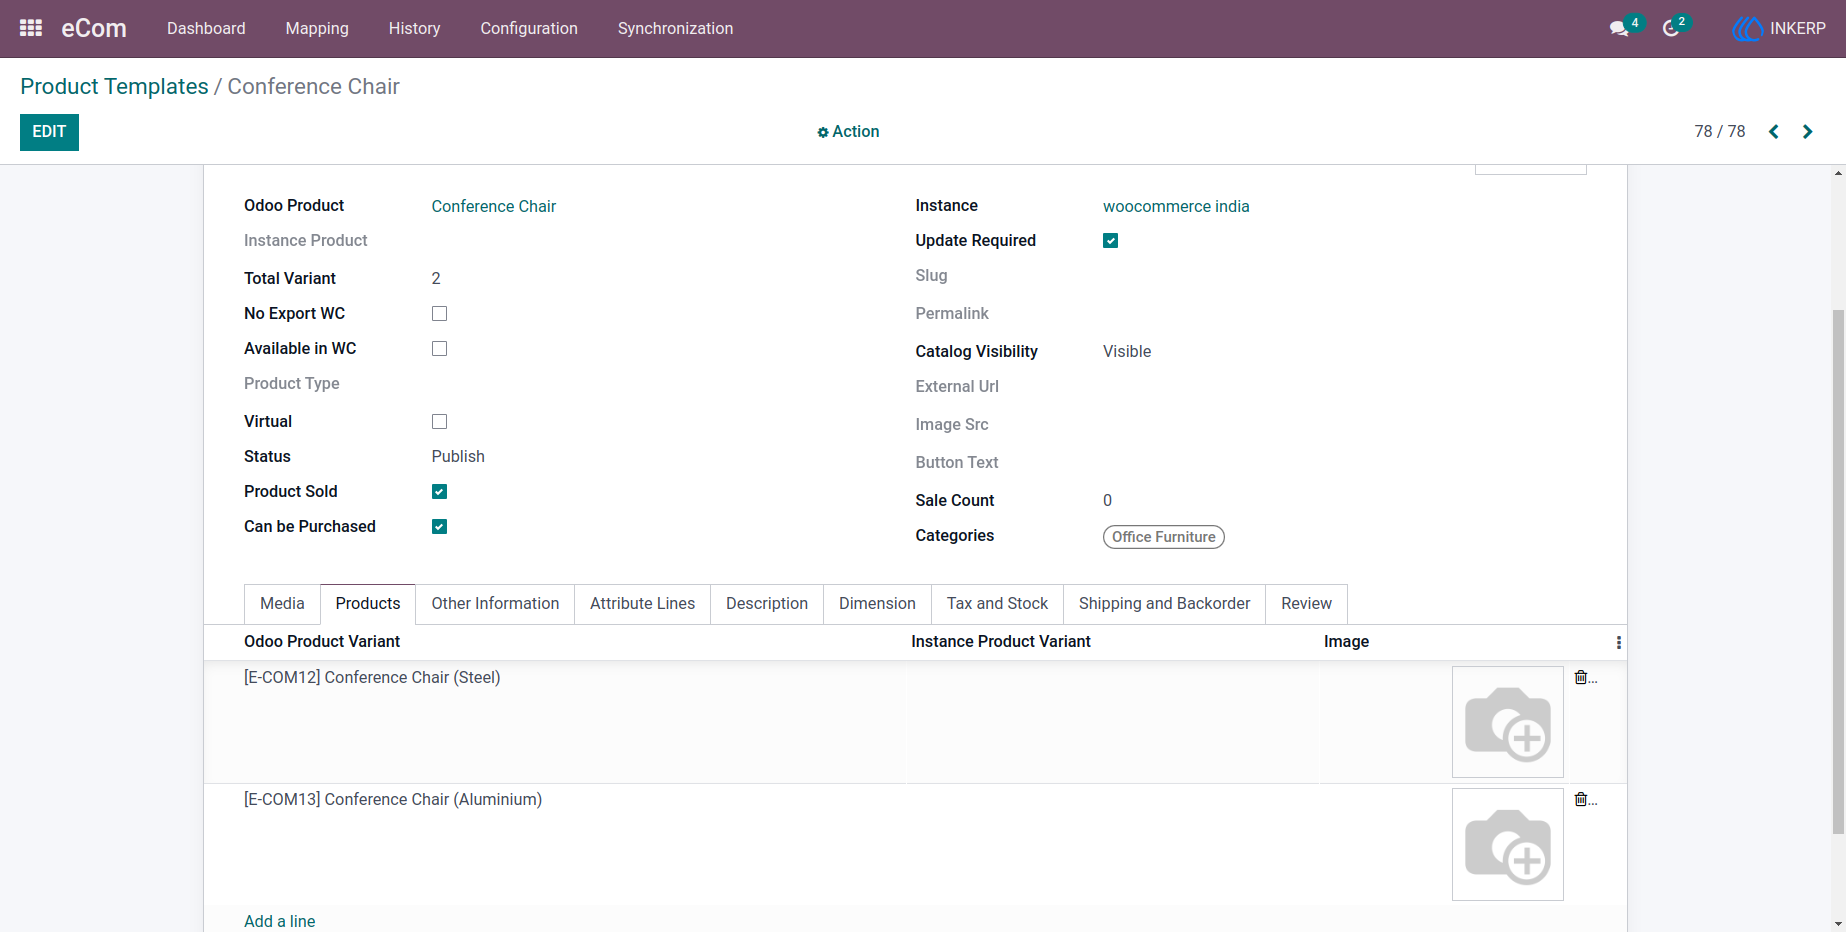 eCom Dashboard Mapping History Configuration Synchronization 4 2 INKERP
Product Templates / Conference Chair
EDIT Action 78 / 78
Odoo Product Conference Chair Instance woocommerce india
Instance Product Update Required
Slug
Total Variant 2
No Export WC Permalink
Available in WC Catalog Visibility Visible
Product Type External Url
Virtual Image Src
Status Publish Button Text
Product Sold Sale Count 0
Can be Purchased Categories Office Furniture
Media Products Other Information Attribute Lines Description Dimension Tax and Stock Shipping and Backorder Review
Odoo Product Variant Instance Product Variant Image
[E-COM12] Conference Chair (Steel) ...
[E-COM13] Conference Chair (Aluminium) ...
Add a line